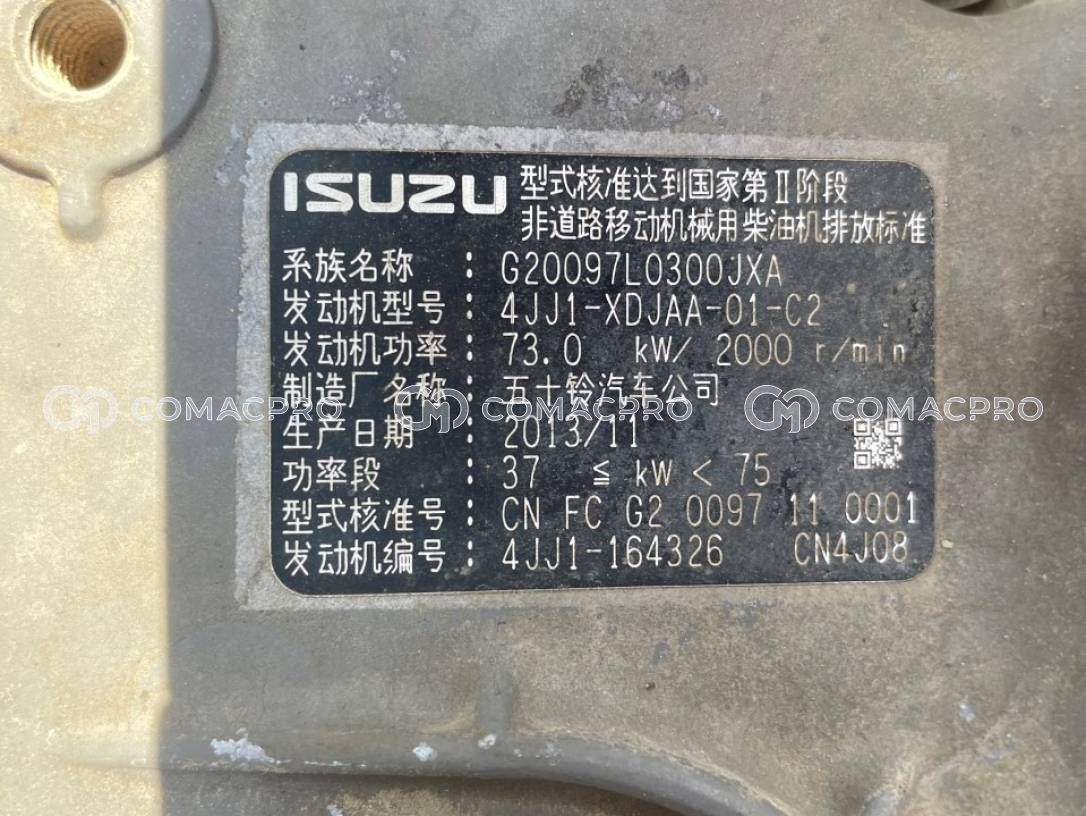 ISUZU 型式核准达到国家第Ⅱ阶段
非道路移动机械用柴油机排放标准
系族名称 : G20097L0300JXA
发动机型号 : 4JJ1-XDJAA-01-C2
发动机功率 : 73.0 kW/ 2000 r/min
制造厂名称 : 五十铃汽车公司
COMACPRO COMACPRO COMACPRO
生产日期 : 2013/11
功率段 : 37 ≦ kW < 75
型式核准号 : CN FC G2 0097 11 0001
发动机编号 : 4JJ1-164326 CN4J08